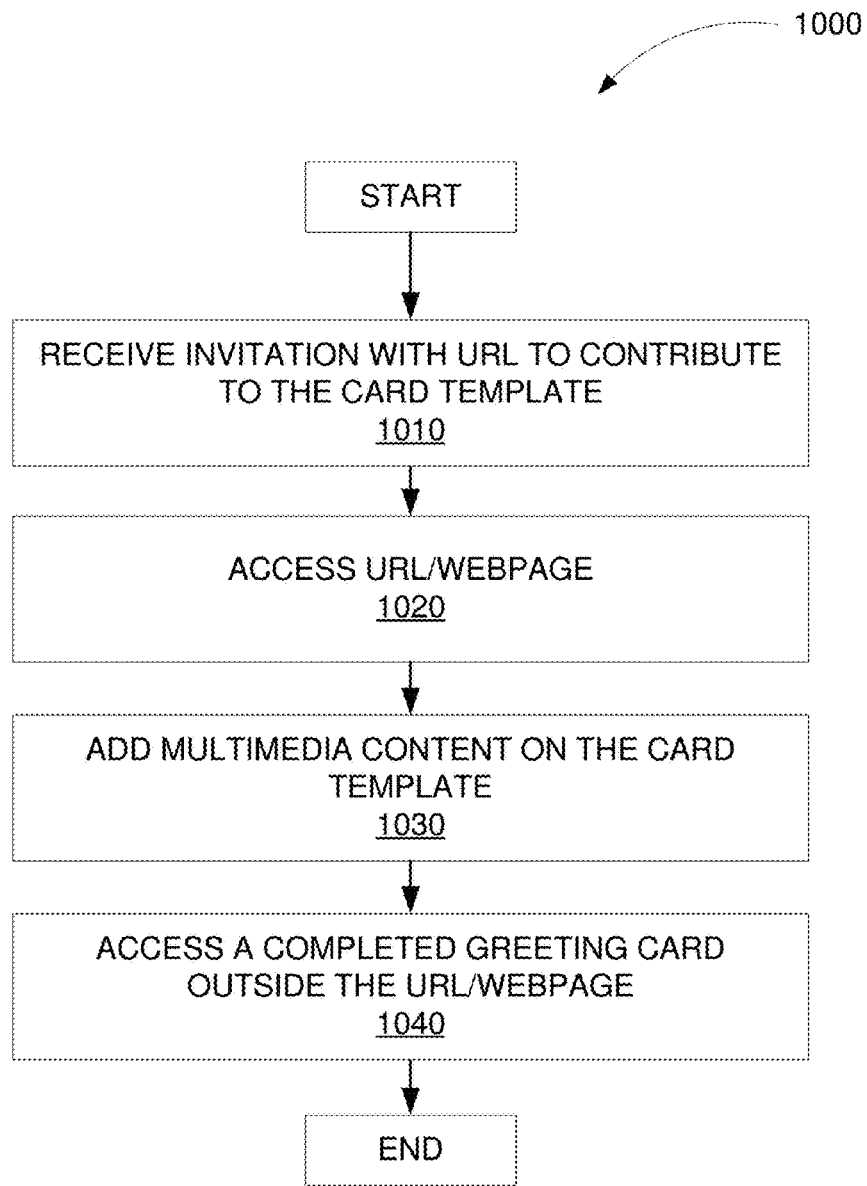 1000
START
RECEIVE INVITATION WITH URL TO CONTRIBUTE
TO THE CARD TEMPLATE
1010
ACCESS URL/WEBPAGE
1020
ADD MULTIMEDIA CONTENT ON THE CARD
TEMPLATE
1030
ACCESS A COMPLETED GREETING CARD
OUTSIDE THE URL/WEBPAGE
1040
END